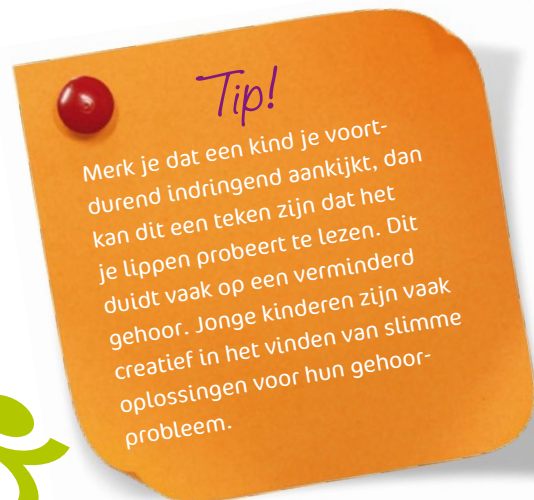 Tip!
Merk je dat een kind je voort-
durend indringend aankijkt, dan
kan dit een teken zijn dat het
je lippen probeert te lezen. Dit
duidt vaak op een verminderd
gehoor. Jonge kinderen zijn vaak
creatief in het vinden van slimme
oplossingen voor hun gehoor-
probleem.